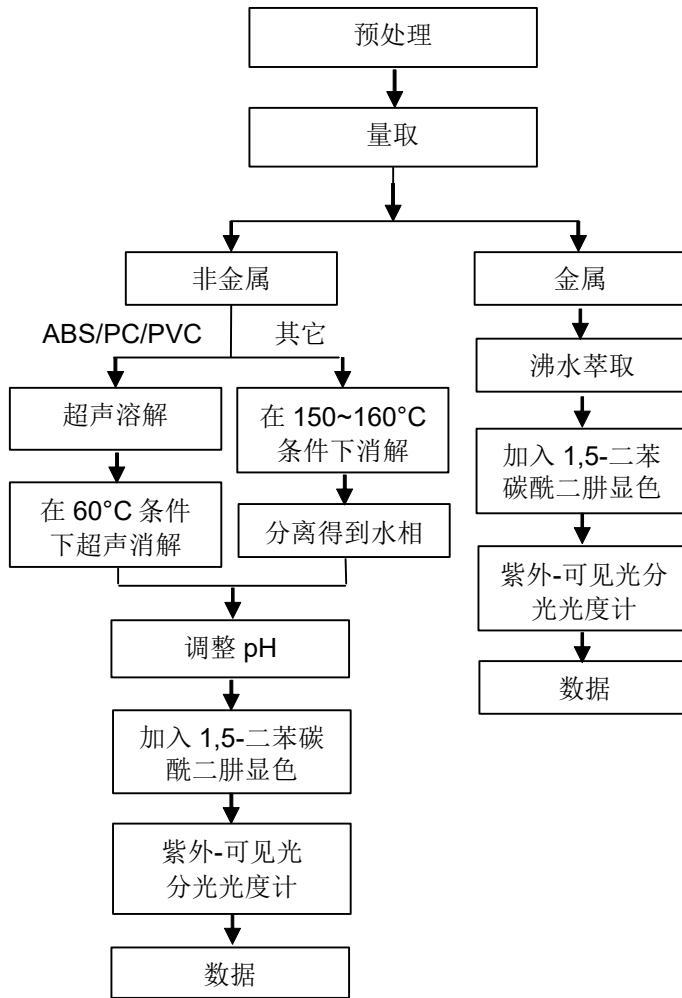 预处理
量取
非金属
金属
ABS/PC/PVC
其它
沸水萃取
超声溶解
在 150~160°C
条件下消解
加入 1,5-二苯
碳酰二肼显色
在 60°C 条件
下超声消解
分离得到水相
紫外-可见光分
光光度计
调整 pH
数据
加入 1,5-二苯碳
酰二肼显色
紫外-可见光
分光光度计
数据